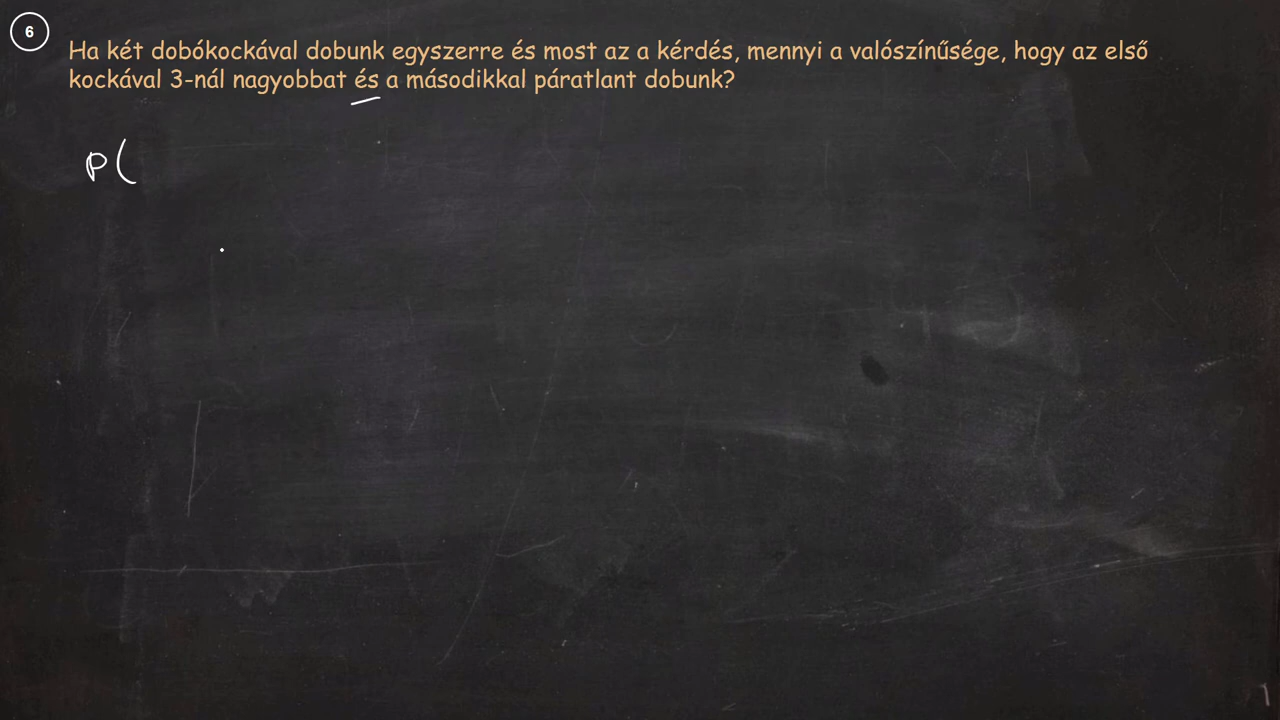 6
Ha két dobókockával dobunk egyszerre és most az a kérdés, mennyi a valószínűsége, hogy az első
kockával 3-nál nagyobbat és a másodikkal páratlant dobunk?
P(